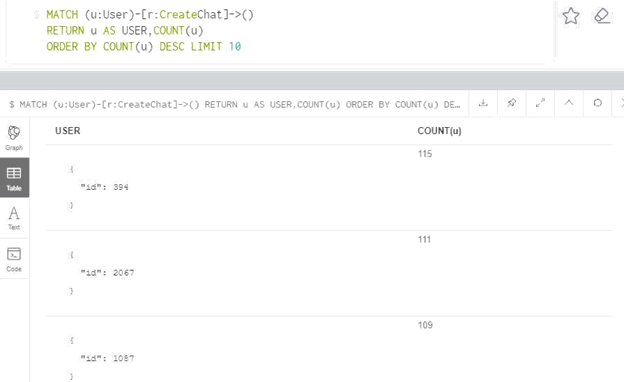 $ MATCH (u:User)-[r:CreateChat]->()
RETURN u AS USER,COUNT(u)
ORDER BY COUNT(u) DESC LIMIT 10
$ MATCH (u:User)-[r:CreateChat]->() RETURN u AS USER,COUNT(u) ORDER BY COUNT(u) DE…
Graph
Table
Text
Code
USER COUNT(u)
115
{
"id": 394
}
111
{
"id": 2067
}
109
{
"id": 1087
}